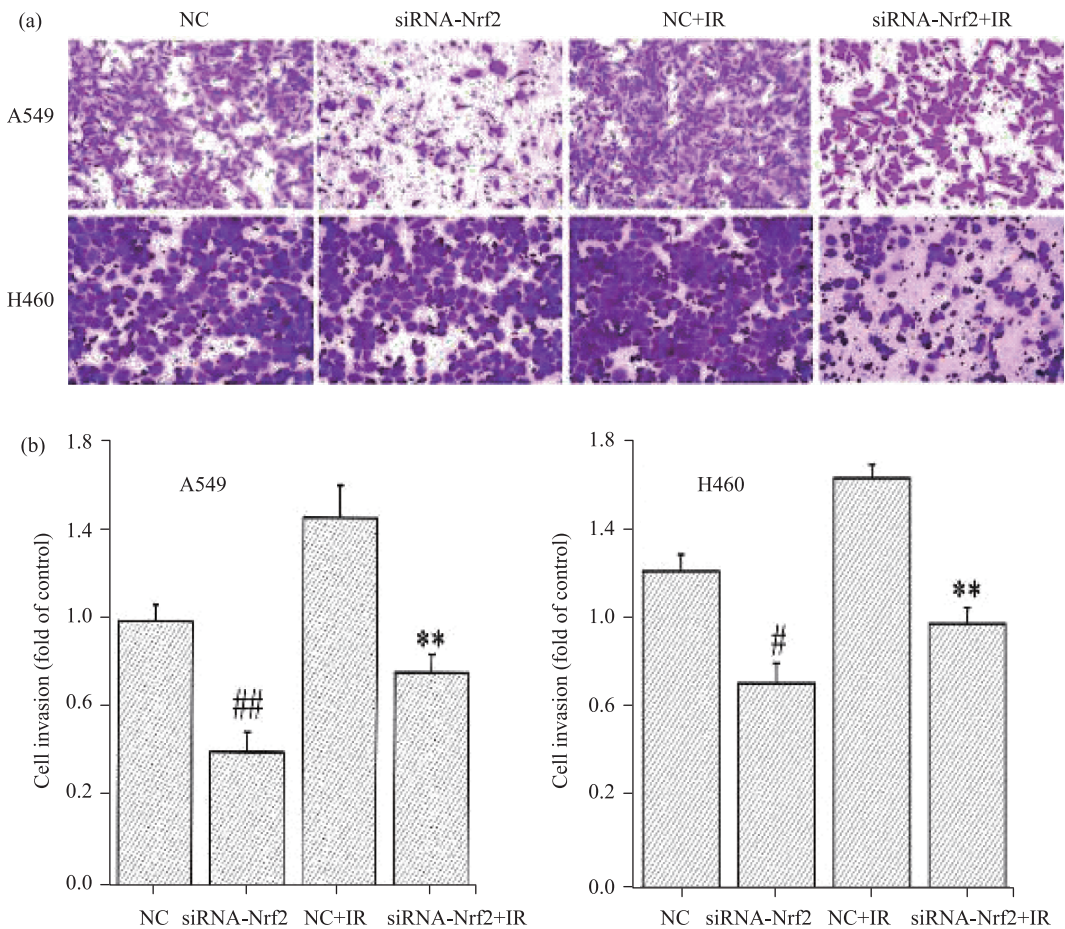 (a)
NC siRNA-Nrf2 NC+IR siRNA-Nrf2+IR
A549
H460
(b)
Cell invasion (fold of control)
1.8
1.4
1.0
0.6
0.2
0.0
A549
##
**
NC siRNA-Nrf2 NC+IR siRNA-Nrf2+IR
Cell invasion (fold of control)
1.8
1.4
1.0
0.6
0.2
0.0
H460
#
**
NC siRNA-Nrf2 NC+IR siRNA-Nrf2+IR